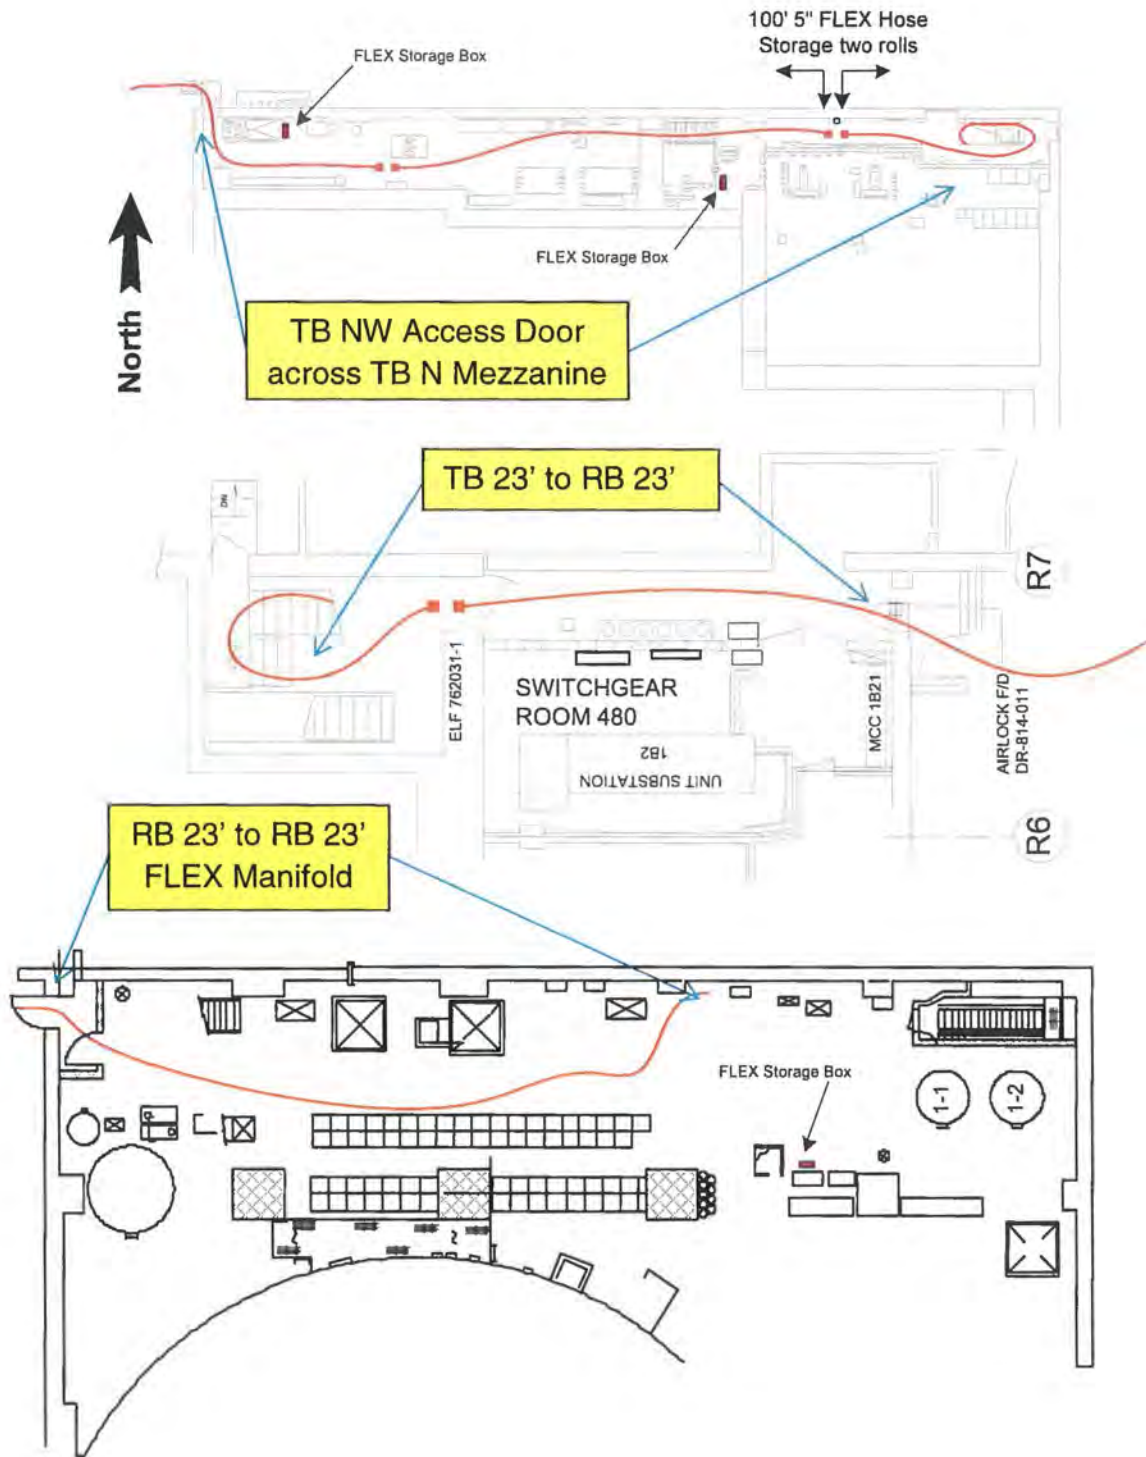 100' 5" FLEX Hose
Storage two rolls
FLEX Storage Box
FLEX Storage Box
North
TB NW Access Door
across TB N Mezzanine
TB 23' to RB 23'
DN
R7
ELF 762031-1
SWITCHGEAR
ROOM 480
MCC 1B21
AIRLOCK F/D
DR-814-011
UNIT SUBSTATION
1B2
R6
RB 23' to RB 23'
FLEX Manifold
FLEX Storage Box
1-1
1-2